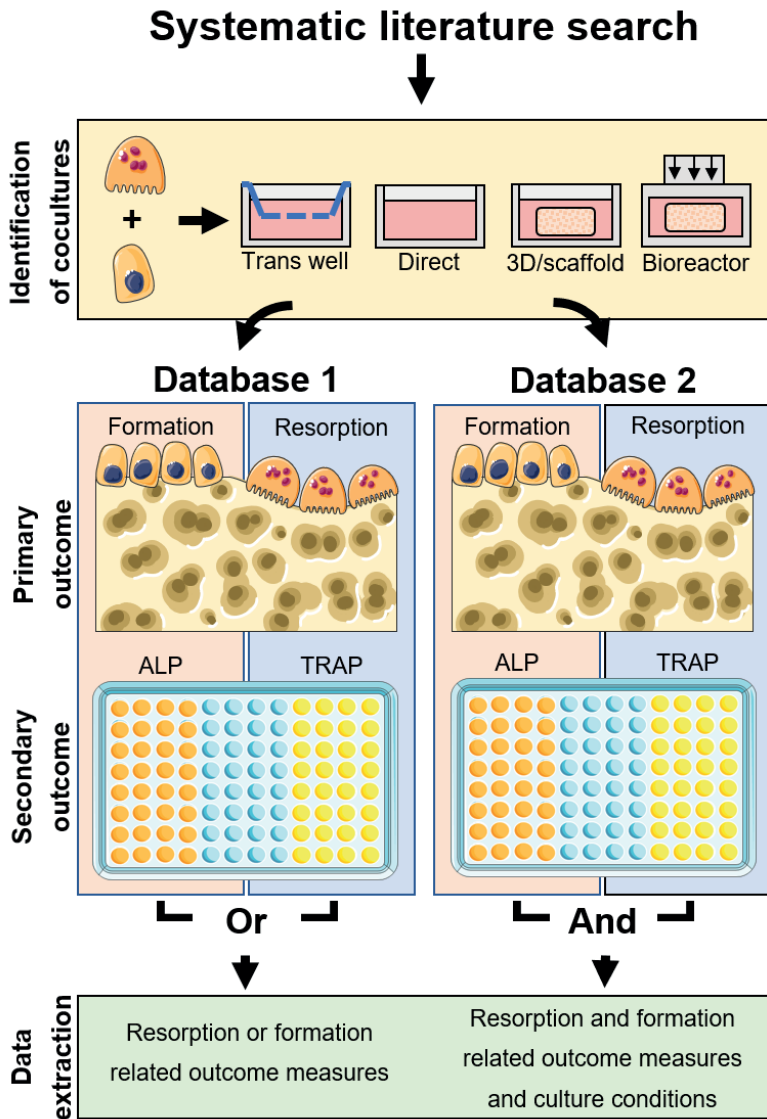 Systematic literature search
Identification
of cocultures
+
Trans well
Direct
3D/scaffold
Bioreactor
Database 1
Database 2
Formation
Resorption
Formation
Resorption
Primary
outcome
ALP
TRAP
ALP
TRAP
Secondary
outcome
Or
And
Data
extraction
Resorption or formation
related outcome measures
Resorption and formation
related outcome measures
and culture conditions